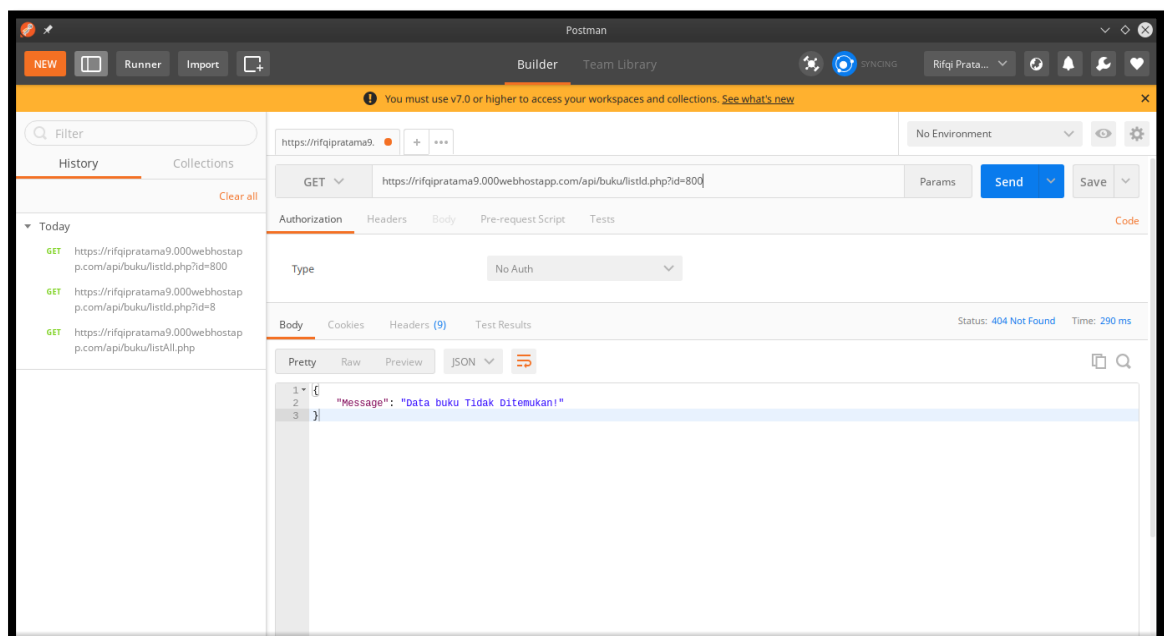 Postman
NEW Runner Import Builder Team Library SYNCING Rifqi Prata...
You must use v7.0 or higher to access your workspaces and collections. See what's new
Filter
History Collections
Clear all
Today
GET https://rifqipratama9.000webhostap
p.com/api/buku/listId.php?id=800
GET https://rifqipratama9.000webhostap
p.com/api/buku/listId.php?id=8
GET https://rifqipratama9.000webhostap
p.com/api/buku/listAll.php
https://rifqipratama9. + ••• No Environment
GET https://rifqipratama9.000webhostapp.com/api/buku/listId.php?id=800 Params Send Save
Authorization Headers Body Pre-request Script Tests Code
Type No Auth
Body Cookies Headers (9) Test Results Status: 404 Not Found Time: 290 ms
Pretty Raw Preview JSON
1 {
2 "Message": "Data buku Tidak Ditemukan!"
3 }